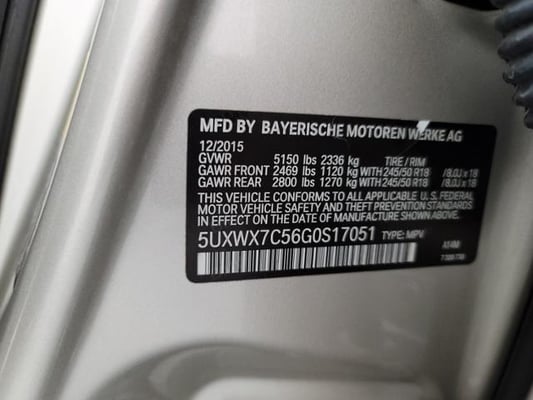 MFD BY BAYERISCHE MOTOREN WERKE AG
12/2015
GVWR 5150 lbs 2336 kg TIRE / RIM
GAWR FRONT 2469 lbs 1120 kg WITH 245/50 R18 /8.0J x 18
GAWR REAR 2800 lbs 1270 kg WITH 245/50 R18 /8.0J x 18
THIS VEHICLE CONFORMS TO ALL APPLICABLE U.S. FEDERAL
MOTOR VEHICLE SAFETY AND THEFT PREVENTION STANDARDS
IN EFFECT ON THE DATE OF MANUFACTURE SHOWN ABOVE.
5UXWX7C56G0S17051 TYPE: MPV